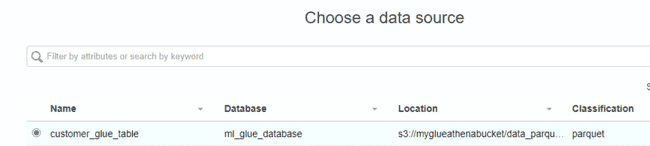 Choose a data source
Filter by attributes or search by keyword
Name Database Location Classification
customer_glue_table ml_glue_database s3://myglueathenabucket/data_parqu... parquet